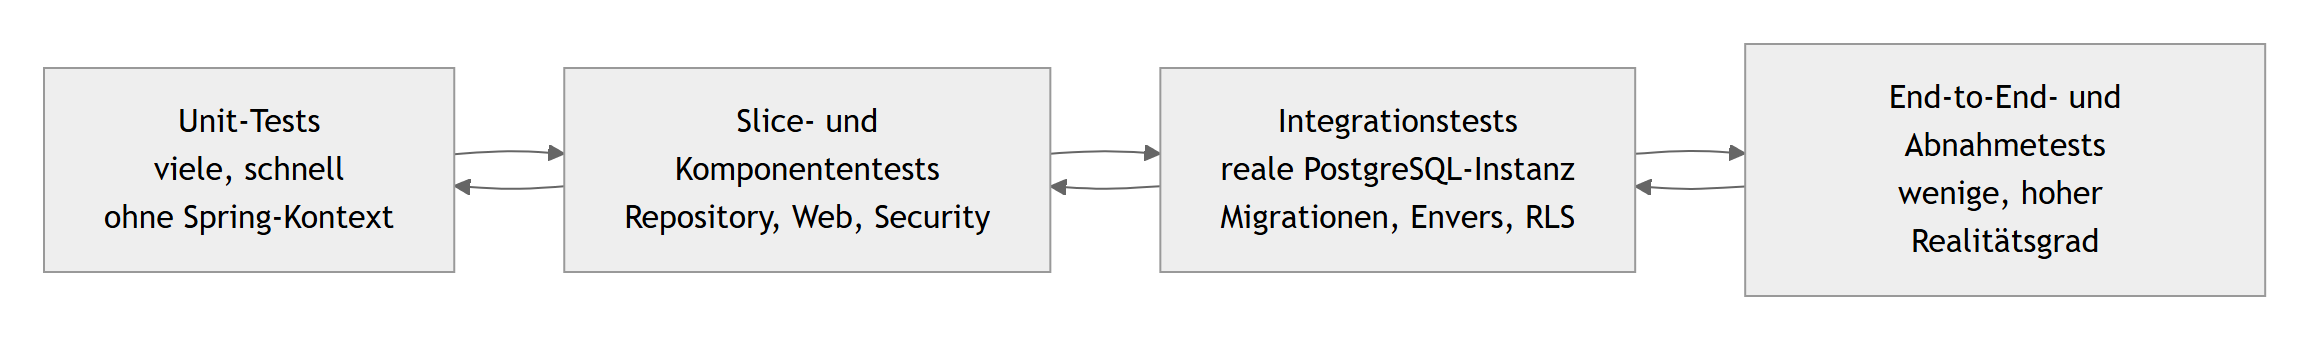 Unit-Tests
viele, schnell
ohne Spring-Kontext
Slice- und
Komponententests
Repository, Web, Security
Integrationstests
reale PostgreSQL-Instanz
Migrationen, Envers, RLS
End-to-End- und
Abnahmetests
wenige, hoher
Realitätsgrad